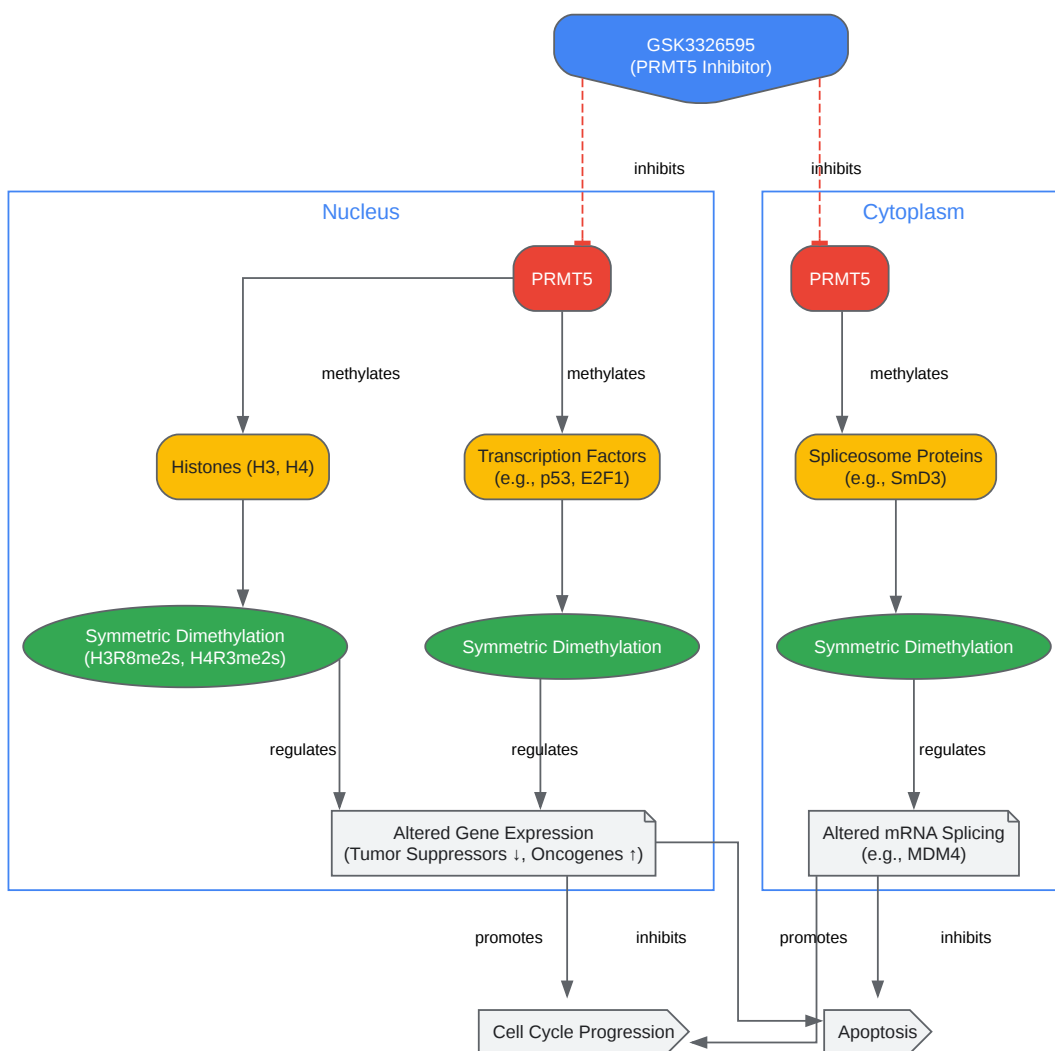 GSK3326595
(PRMT5 Inhibitor)
inhibits
inhibits
Nucleus
Cytoplasm
PRMT5
PRMT5
methylates
methylates
methylates
Histones (H3, H4)
Transcription Factors
(e.g., p53, E2F1)
Spliceosome Proteins
(e.g., SmD3)
Symmetric Dimethylation
(H3R8me2s, H4R3me2s)
Symmetric Dimethylation
Symmetric Dimethylation
regulates
regulates
regulates
Altered Gene Expression
(Tumor Suppressors ↓, Oncogenes ↑)
Altered mRNA Splicing
(e.g., MDM4)
promotes
inhibits
promotes
inhibits
Cell Cycle Progression
Apoptosis